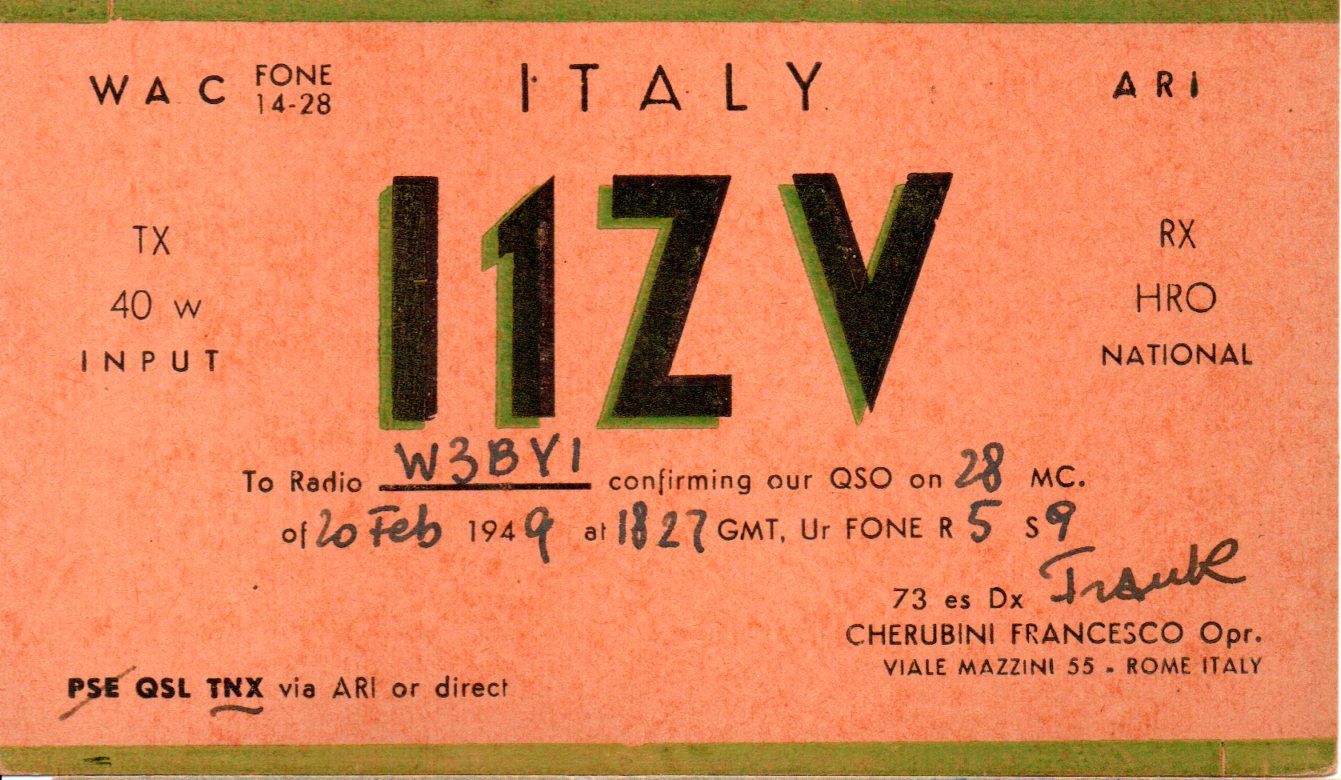 WAC FONE 14-28
ITALY
ARI
I1ZV
TX
40 w
INPUT
RX
HRO
NATIONAL
To Radio W3BYI confirming our QSO on 28 MC.
of 20 Feb 1949 at 1827 GMT, Ur FONE R 5 S 9
73 es Dx Frank
CHERUBINI FRANCESCO Opr.
VIALE MAZZINI 55 - ROME ITALY
PSE QSL TNX via ARI or direct